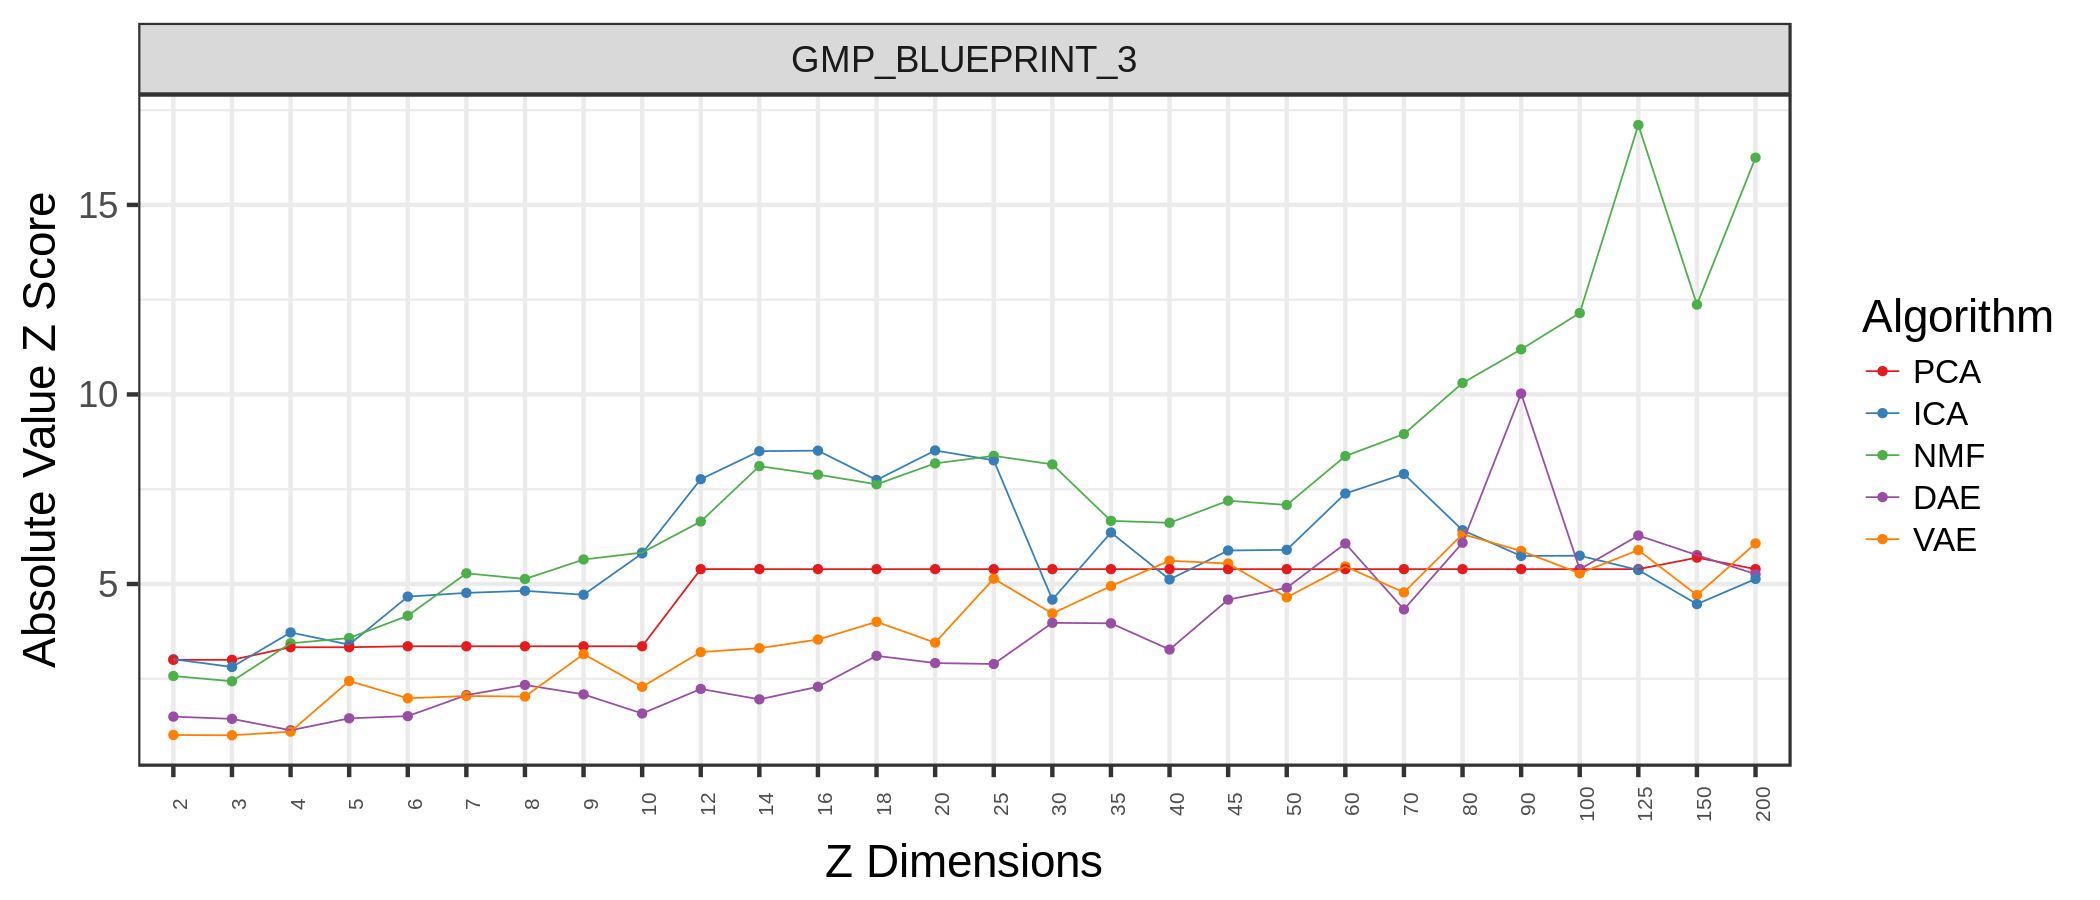 GMP_BLUEPRINT_3
Absolute Value Z Score
15
10
5
2 3 4 5 6 7 8 9 10 12 14 16 18 20 25 30 35 40 45 50 60 70 80 90 100 125 150 200
Z Dimensions
Algorithm
PCA
ICA
NMF
DAE
VAE